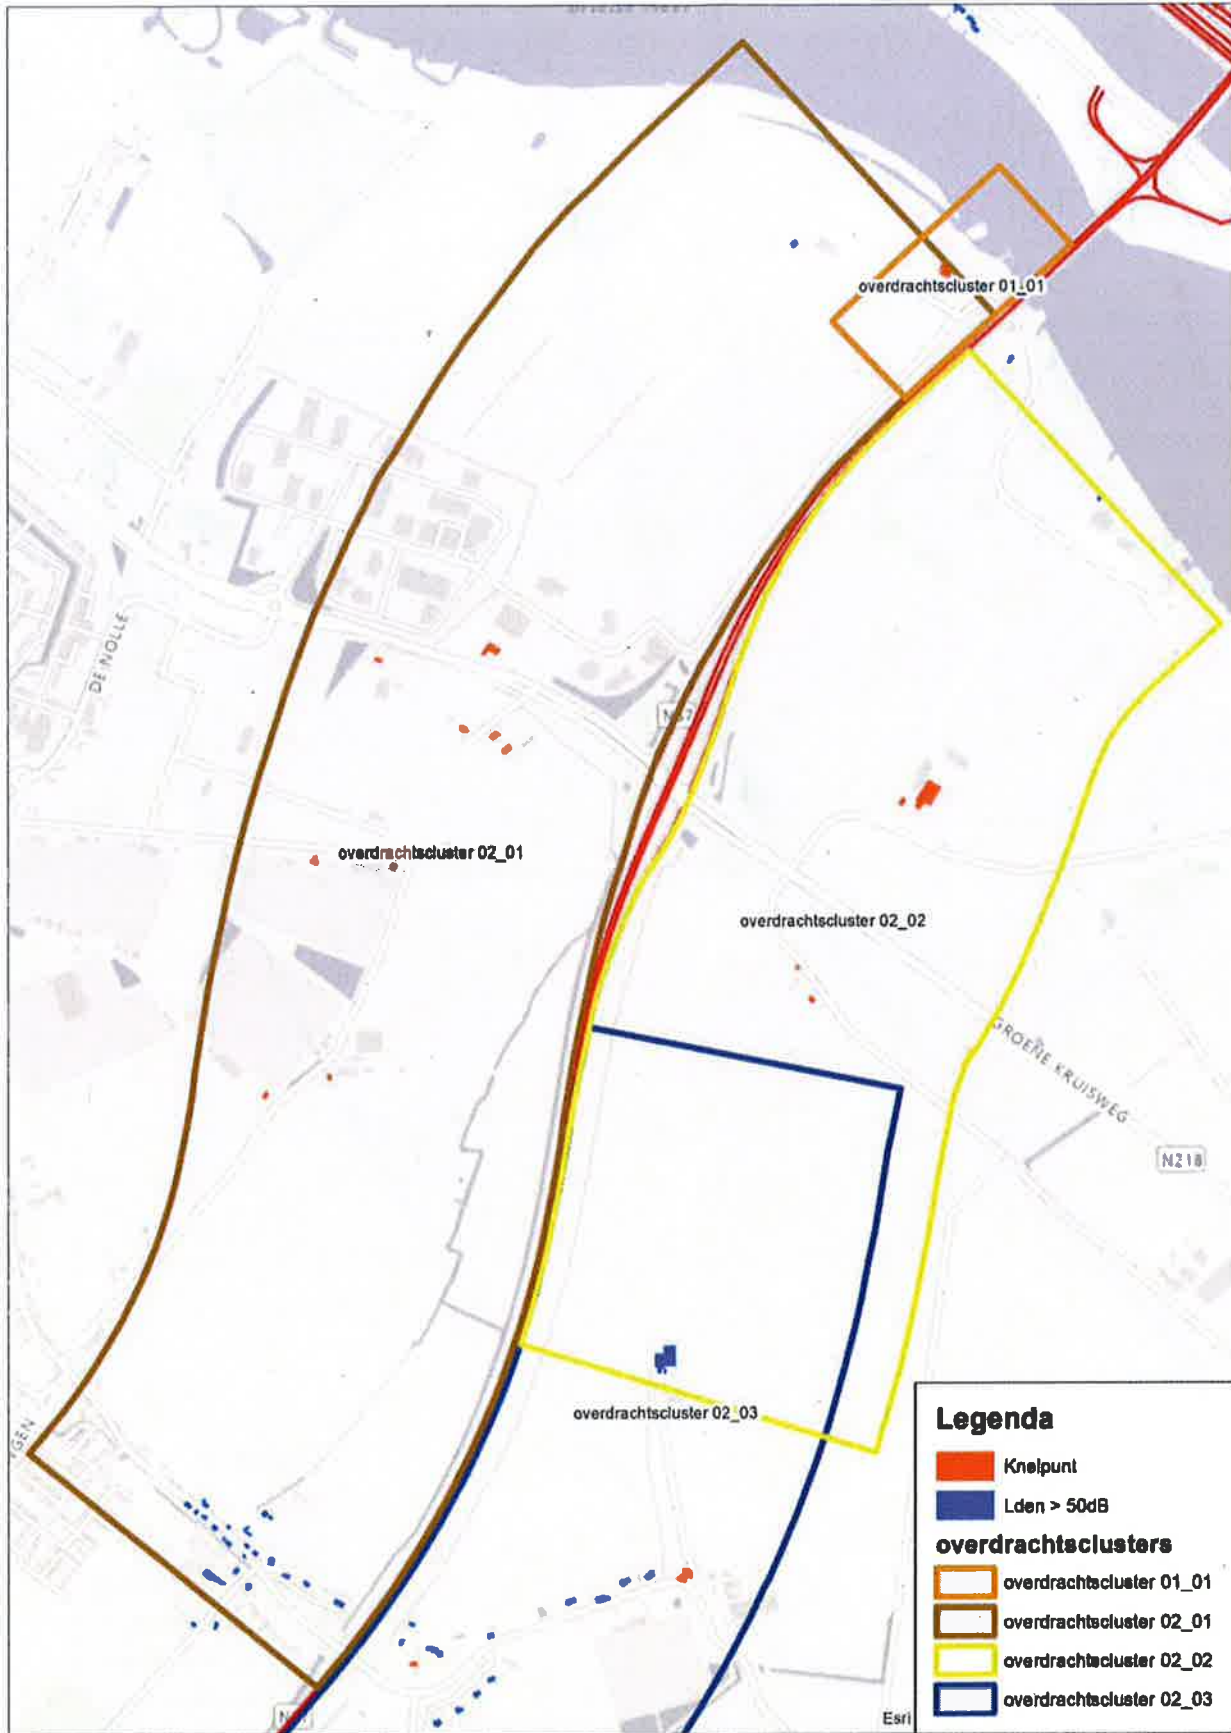 overdrachtscluster 01_01
DE NOLLE
N57
overdrachtscluster 02_01
overdrachtscluster 02_02
GROENE KRUISWEG
N218
overdrachtscluster 02_03
GEN
Legenda
Knelpunt
Lden > 50dB
overdrachtsclusters
overdrachtscluster 01_01
overdrachtscluster 02_01
overdrachtscluster 02_02
overdrachtscluster 02_03
Esri